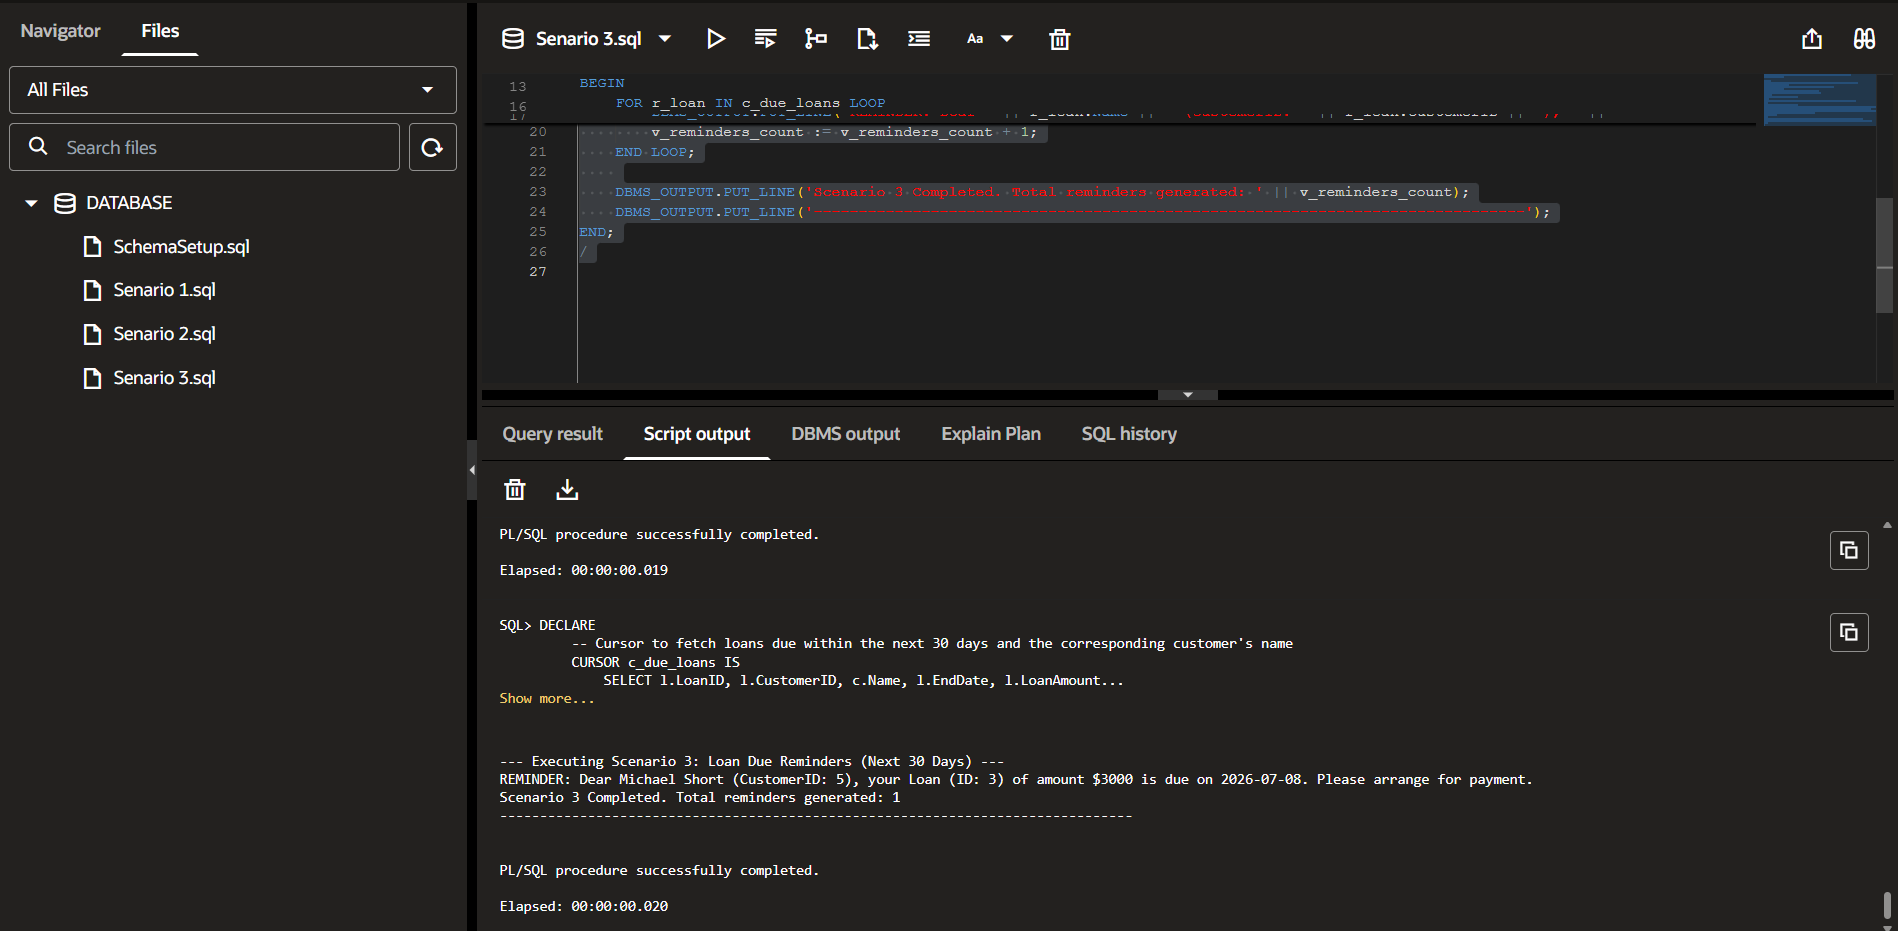 Navigator
Files
All Files
Search files
DATABASE
SchemaSetup.sql
Senario 1.sql
Senario 2.sql
Senario 3.sql
Senario 3.sql
Aa
13 BEGIN
16 FOR r_loan IN c_due_loans LOOP
17
20 v_reminders_count := v_reminders_count + 1;
21 END LOOP;
22
23 DBMS_OUTPUT.PUT_LINE('Scenario 3 Completed. Total reminders generated: ' || v_reminders_count);
24 DBMS_OUTPUT.PUT_LINE('-------------------------------------------------------------------------------');
25 END;
26 /
27
Query result
Script output
DBMS output
Explain Plan
SQL history
PL/SQL procedure successfully completed.
Elapsed: 00:00:00.019
SQL> DECLARE
-- Cursor to fetch loans due within the next 30 days and the corresponding customer's name
CURSOR c_due_loans IS
SELECT l.LoanID, l.CustomerID, c.Name, l.EndDate, l.LoanAmount...
Show more...
--- Executing Scenario 3: Loan Due Reminders (Next 30 Days) ---
REMINDER: Dear Michael Short (CustomerID: 5), your Loan (ID: 3) of amount $3000 is due on 2026-07-08. Please arrange for payment.
Scenario 3 Completed. Total reminders generated: 1
-------------------------------------------------------------------------------
PL/SQL procedure successfully completed.
Elapsed: 00:00:00.020